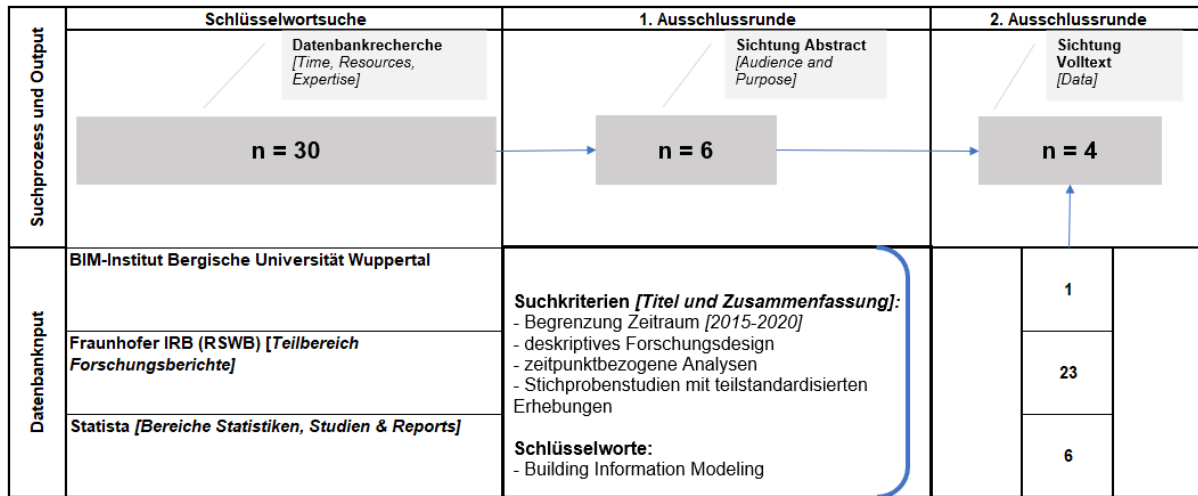 Schlüsselwortsuche
1. Ausschlussrunde
2. Ausschlussrunde
Suchprozess und Output
Datenbankrecherche
[Time, Resources,
Expertise]
Sichtung Abstract
[Audience and
Purpose]
Sichtung
Volltext
[Data]
n = 30
n = 6
n = 4
Datenbanknput
BIM-Institut Bergische Universität Wuppertal
Fraunhofer IRB (RSWB) [Teilbereich
Forschungsberichte]
Statista [Bereiche Statistiken, Studien & Reports]
Suchkriterien [Titel und Zusammenfassung]:
- Begrenzung Zeitraum [2015-2020]
- deskriptives Forschungsdesign
- zeitpunktbezogene Analysen
- Stichprobenstudien mit teilstandardisierten
Erhebungen
Schlüsselworte:
- Building Information Modeling
1
23
6